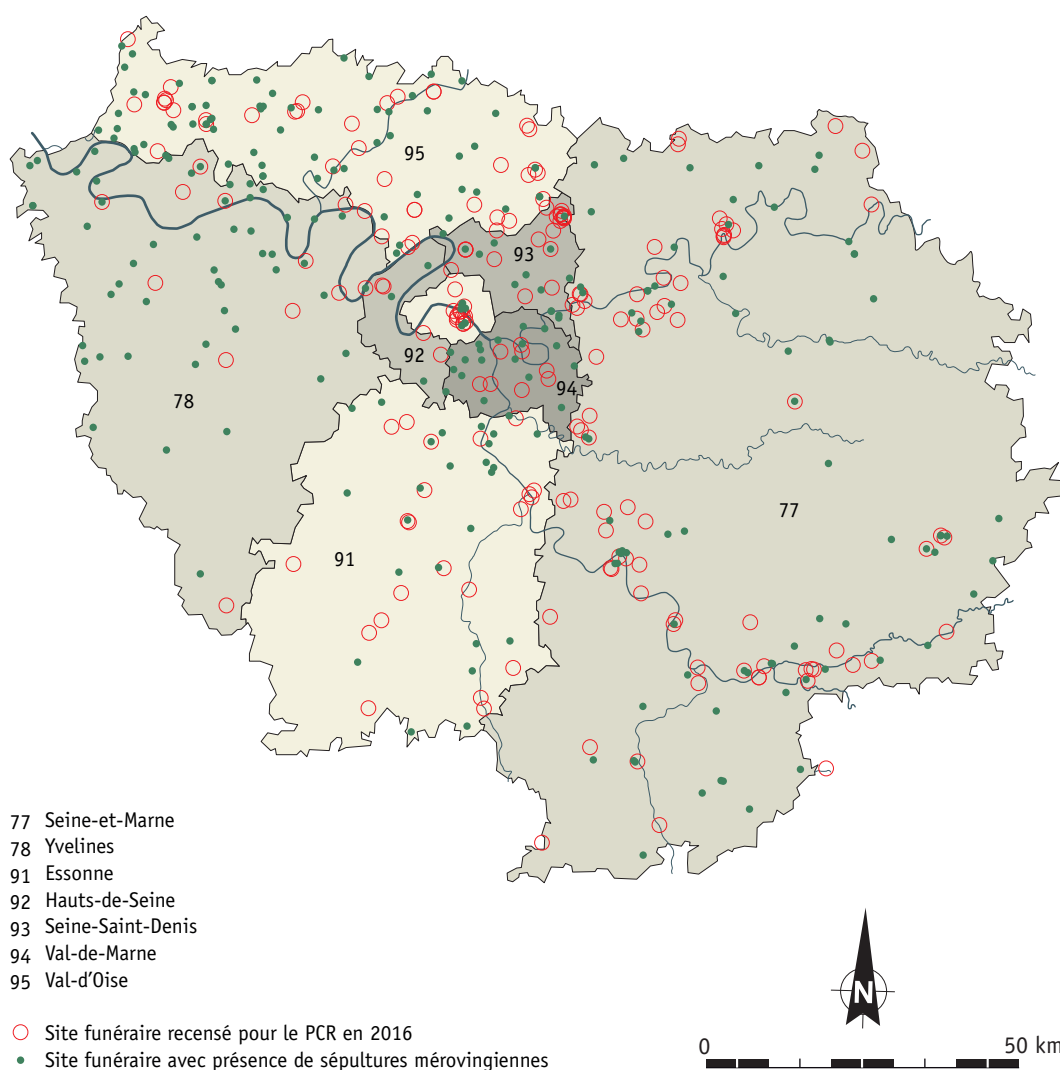 95
93
92
94
78
77
91
77 Seine-et-Marne
78 Yvelines
91 Essonne
92 Hauts-de-Seine
93 Seine-Saint-Denis
94 Val-de-Marne
95 Val-d'Oise
N
Site funéraire recensé pour le PCR en 2016
0 50 km
Site funéraire avec présence de sépultures mérovingiennes